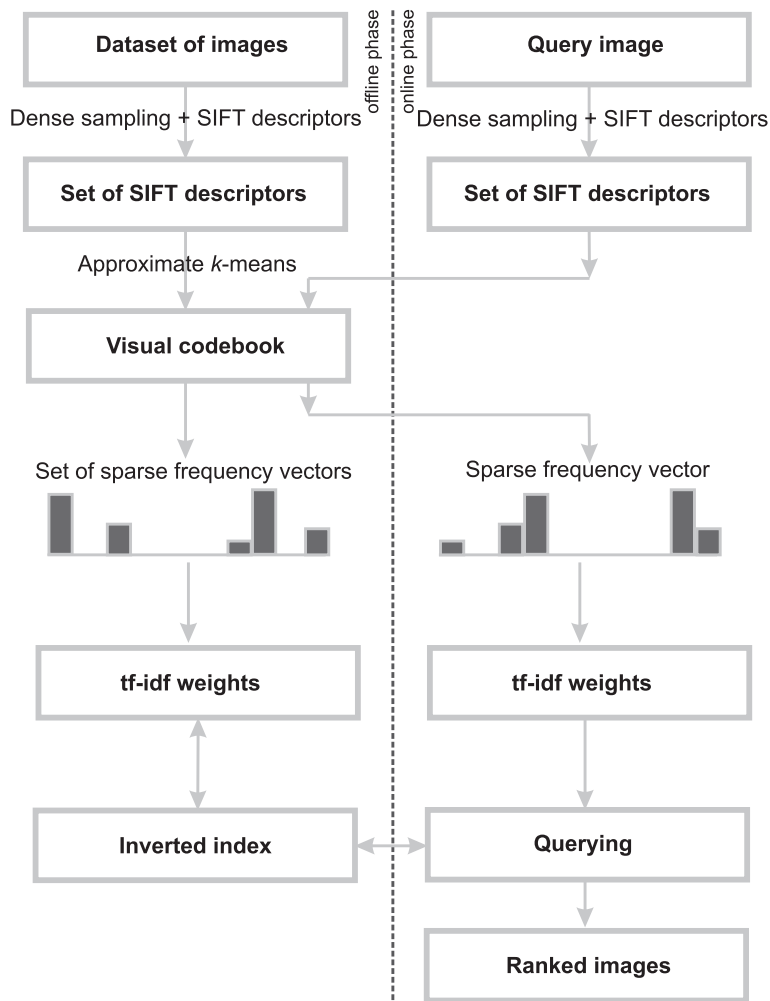 Dataset of images
offline phase
online phase
Query image
Dense sampling + SIFT descriptors
Dense sampling + SIFT descriptors
Set of SIFT descriptors
Set of SIFT descriptors
Approximate k-means
Visual codebook
Set of sparse frequency vectors
Sparse frequency vector
tf-idf weights
tf-idf weights
Inverted index
Querying
Ranked images